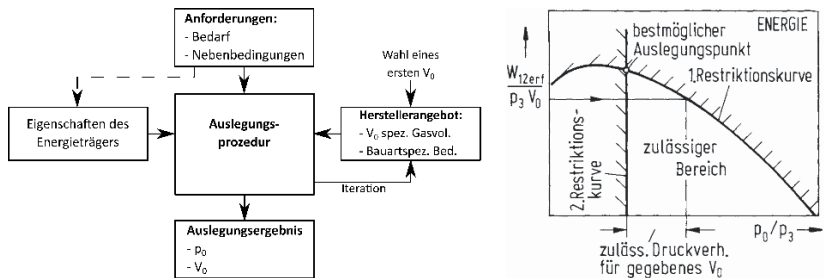 Anforderungen:
- Bedarf
- Nebenbedingungen
Wahl eines
ersten V₀
Eigenschaften des
Energieträgers
Auslegungs-
prozedur
Herstellerangebot:
- V₀ spez. Gasvol.
- Bauartspez. Bed.
Iteration
Auslegungsergebnis
- p₀
- V₀
ENERGIE
bestmöglicher
Auslegungspunkt
1.Restriktionskurve
W₁₂erf
p₃ V₀
2.Restriktions-
kurve
zulässiger
Bereich
p₀/p₃
zuläss. Druckverh.
für gegebenes V₀